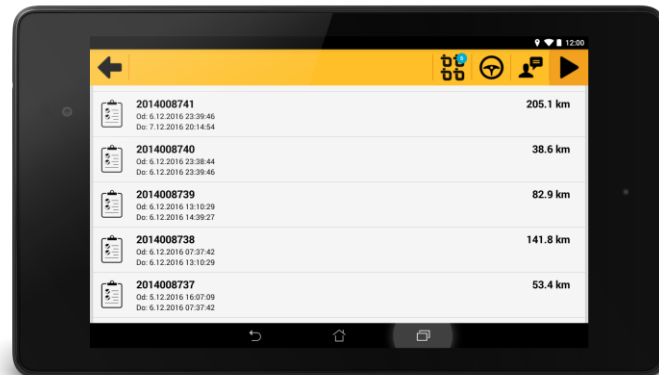 12:00
2014008741
205.1 km
Od: 6.12.2016 23:39:46
Do: 7.12.2016 20:14:54
2014008740
38.6 km
Od: 6.12.2016 23:38:44
Do: 6.12.2016 23:39:46
2014008739
82.9 km
Od: 6.12.2016 13:10:29
Do: 6.12.2016 14:39:27
2014008738
141.8 km
Od: 6.12.2016 07:37:42
Do: 6.12.2016 13:10:29
2014008737
53.4 km
Od: 5.12.2016 16:07:09
Do: 6.12.2016 07:37:42